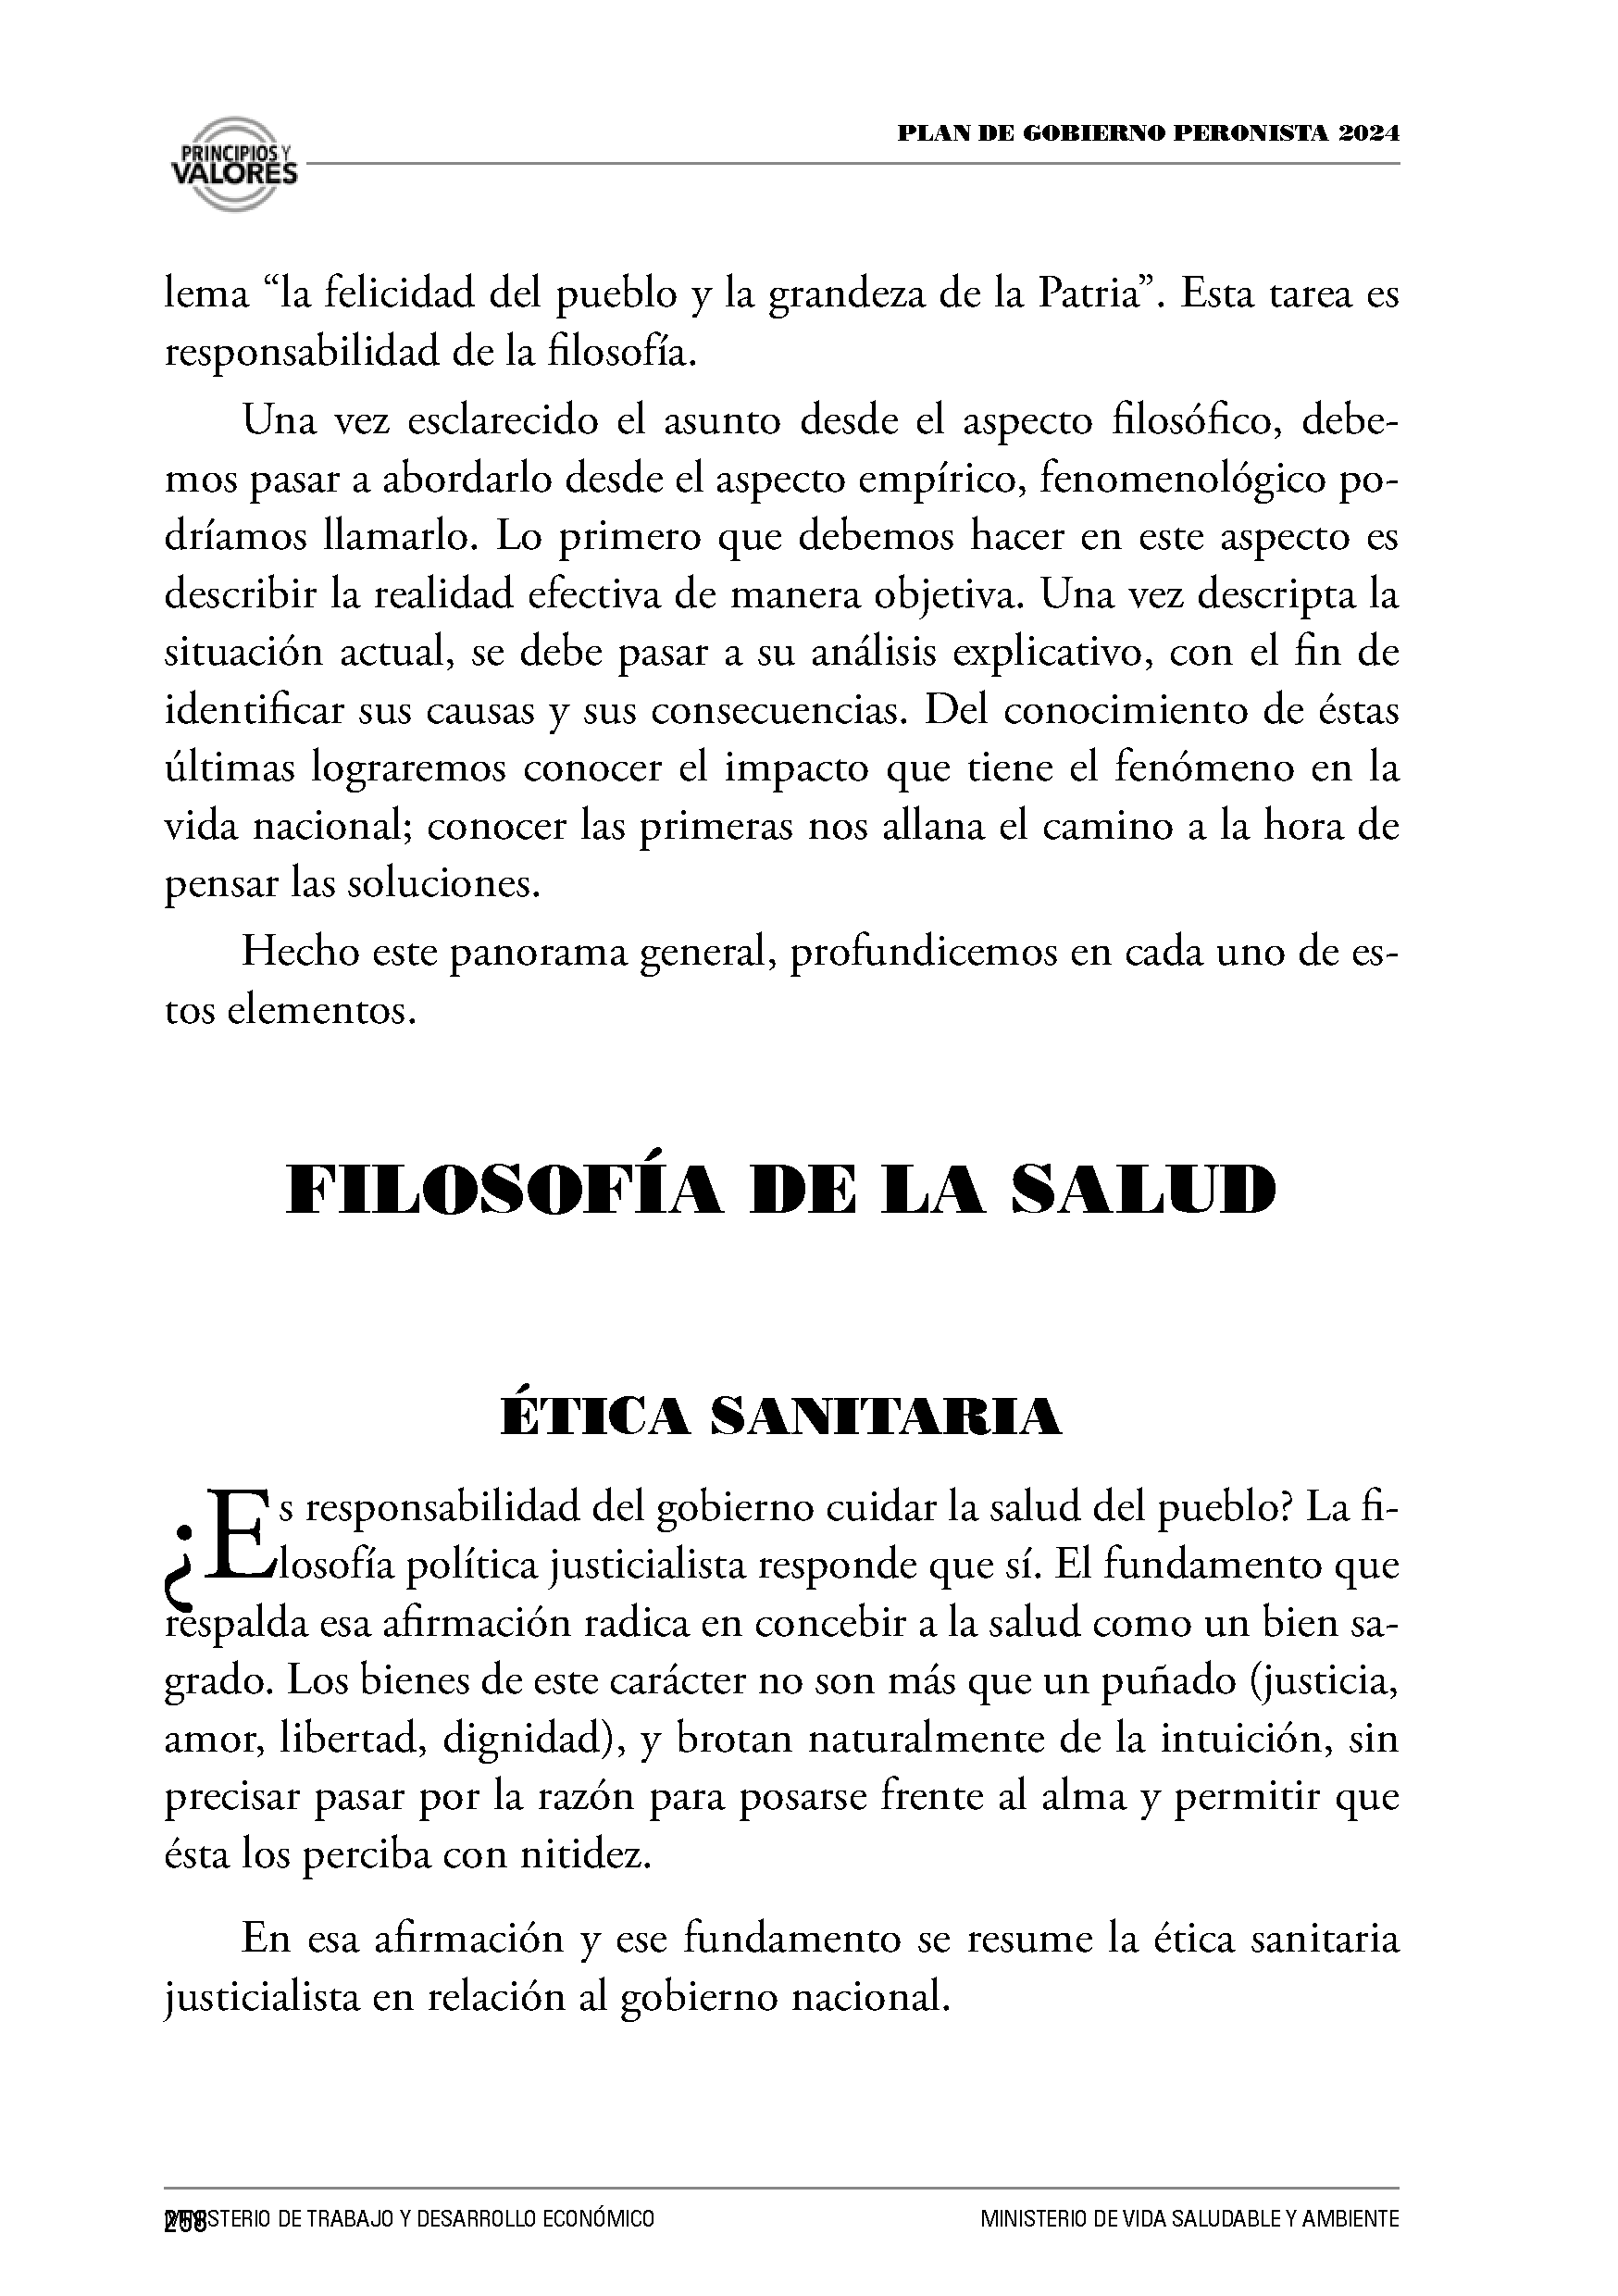 PRINCIPIOS Y
VALORES
PLAN DE GOBIERNO PERONISTA 2024
lema “la felicidad del pueblo y la grandeza de la Patria”. Esta tarea es
responsabilidad de la filosofía.
Una vez esclarecido el asunto desde el aspecto filosófico, debe-
mos pasar a abordarlo desde el aspecto empírico, fenomenológico po-
dríamos llamarlo. Lo primero que debemos hacer en este aspecto es
describir la realidad efectiva de manera objetiva. Una vez descripta la
situación actual, se debe pasar a su análisis explicativo, con el fin de
identificar sus causas y sus consecuencias. Del conocimiento de éstas
últimas lograremos conocer el impacto que tiene el fenómeno en la
vida nacional; conocer las primeras nos allana el camino a la hora de
pensar las soluciones.
Hecho este panorama general, profundicemos en cada uno de es-
tos elementos.
FILOSOFÍA DE LA SALUD
ÉTICA SANITARIA
¿Es responsabilidad del gobierno cuidar la salud del pueblo? La fi-
losofía política justicialista responde que sí. El fundamento que
respalda esa afirmación radica en concebir a la salud como un bien sa-
grado. Los bienes de este carácter no son más que un puñado (justicia,
amor, libertad, dignidad), y brotan naturalmente de la intuición, sin
precisar pasar por la razón para posarse frente al alma y permitir que
ésta los perciba con nitidez.
En esa afirmación y ese fundamento se resume la ética sanitaria
justicialista en relación al gobierno nacional.
MINISTERIO DE TRABAJO Y DESARROLLO ECONÓMICO
MINISTERIO DE VIDA SALUDABLE Y AMBIENTE